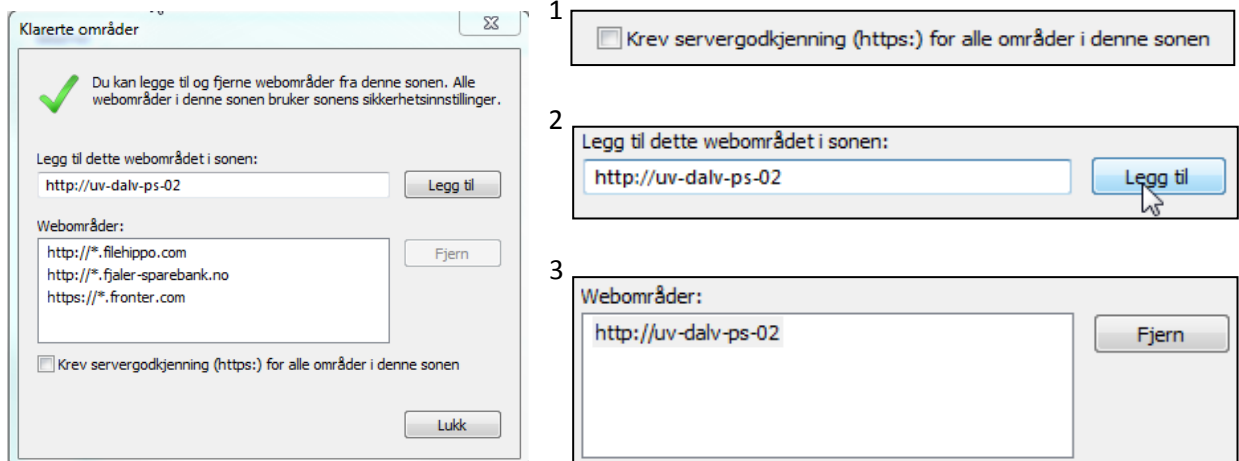 Klarerte områder
Du kan legge til og fjerne webområder fra denne sonen. Alle
webområder i denne sonen bruker sonens sikkerhetsinnstillinger.
Legg til dette webområdet i sonen:
http://uv-dalv-ps-02
Legg til
Webområder:
http://*.filehippo.com
http://*.fjaler-sparebank.no
https://*.fronter.com
Fjern
Krev servergodkjenning (https:) for alle områder i denne sonen
Lukk
1
Krev servergodkjenning (https:) for alle områder i denne sonen
2
Legg til dette webområdet i sonen:
http://uv-dalv-ps-02
Legg til
3
Webområder:
http://uv-dalv-ps-02
Fjern